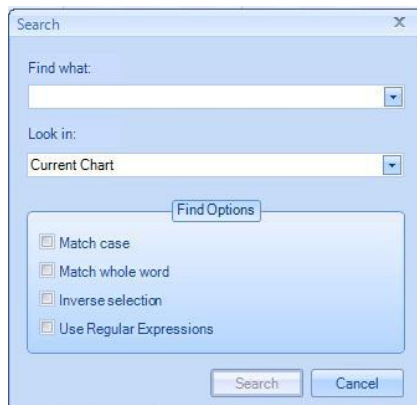 Search
Find what:
Look in:
Current Chart
Find Options
Match case
Match whole word
Inverse selection
Use Regular Expressions
Search Cancel